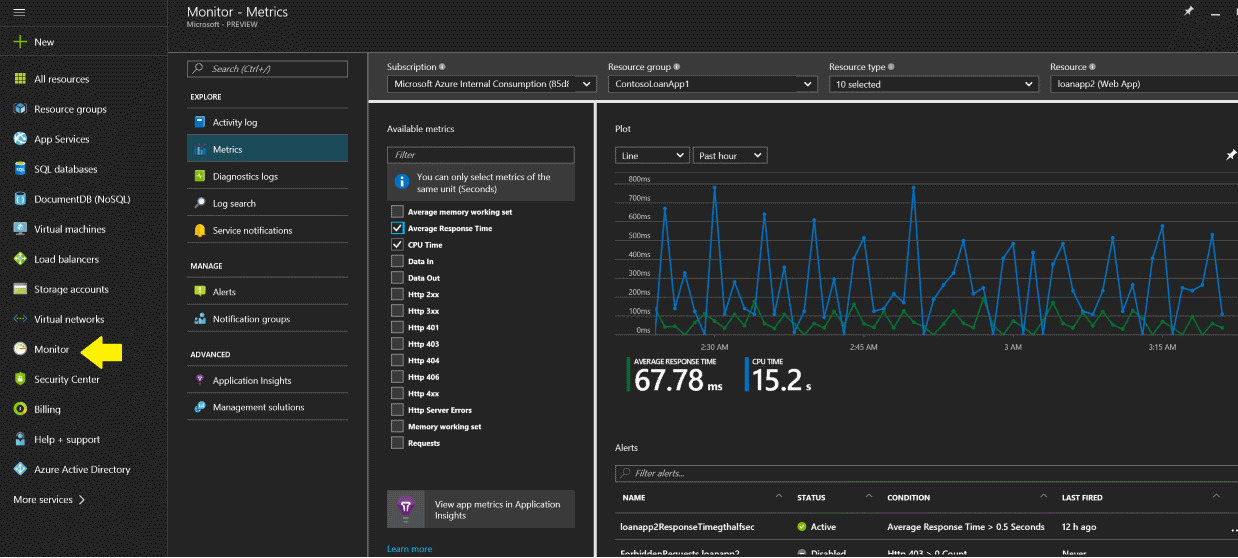 Monitor - Metrics
Microsoft - PREVIEW
New
All resources
Resource groups
App Services
SQL databases
DocumentDB (NoSQL)
Virtual machines
Load balancers
Storage accounts
Virtual networks
Monitor
Security Center
Billing
Help + support
Azure Active Directory
More services
Search (Ctrl+/)
EXPLORE
Activity log
Metrics
Diagnostics logs
Log search
Service notifications
MANAGE
Alerts
Notification groups
ADVANCED
Application Insights
Management solutions
Subscription
Microsoft Azure Internal Consumption (85d8
Resource group
ContosoLoanApp1
Resource type
10 selected
Resource
loanapp2 (Web App)
Available metrics
Filter
You can only select metrics of the
same unit (Seconds)
Average memory working set
Average Response Time
CPU Time
Data In
Data Out
Http 2xx
Http 3xx
Http 401
Http 403
Http 404
Http 406
Http 4xx
Http Server Errors
Memory working set
Requests
View app metrics in Application
Insights
Learn more
Plot
Line
Past hour
800ms
700ms
600ms
500ms
400ms
300ms
200ms
100ms
0ms
2:30 AM
2:45 AM
3 AM
3:15 AM
AVERAGE RESPONSE TIME
67.78 ms
CPU TIME
15.2 s
Alerts
Filter alerts...
NAME STATUS CONDITION LAST FIRED
loanapp2ResponseTimegthalfsec Active Average Response Time > 0.5 Seconds 12 h ago
ForbiddenRequests loanapp2 Disabled Http 403 > 0 Count Never